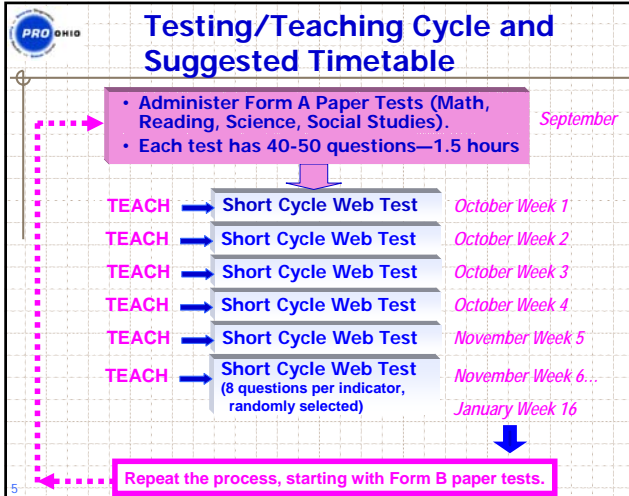 PRO OHIO
Testing/Teaching Cycle and
Suggested Timetable
• Administer Form A Paper Tests (Math,
Reading, Science, Social Studies).
• Each test has 40-50 questions—1.5 hours
September
TEACH Short Cycle Web Test October Week 1
TEACH Short Cycle Web Test October Week 2
TEACH Short Cycle Web Test October Week 3
TEACH Short Cycle Web Test October Week 4
TEACH Short Cycle Web Test November Week 5
TEACH Short Cycle Web Test November Week 6...
(8 questions per indicator,
randomly selected)
January Week 16
Repeat the process, starting with Form B paper tests.
5